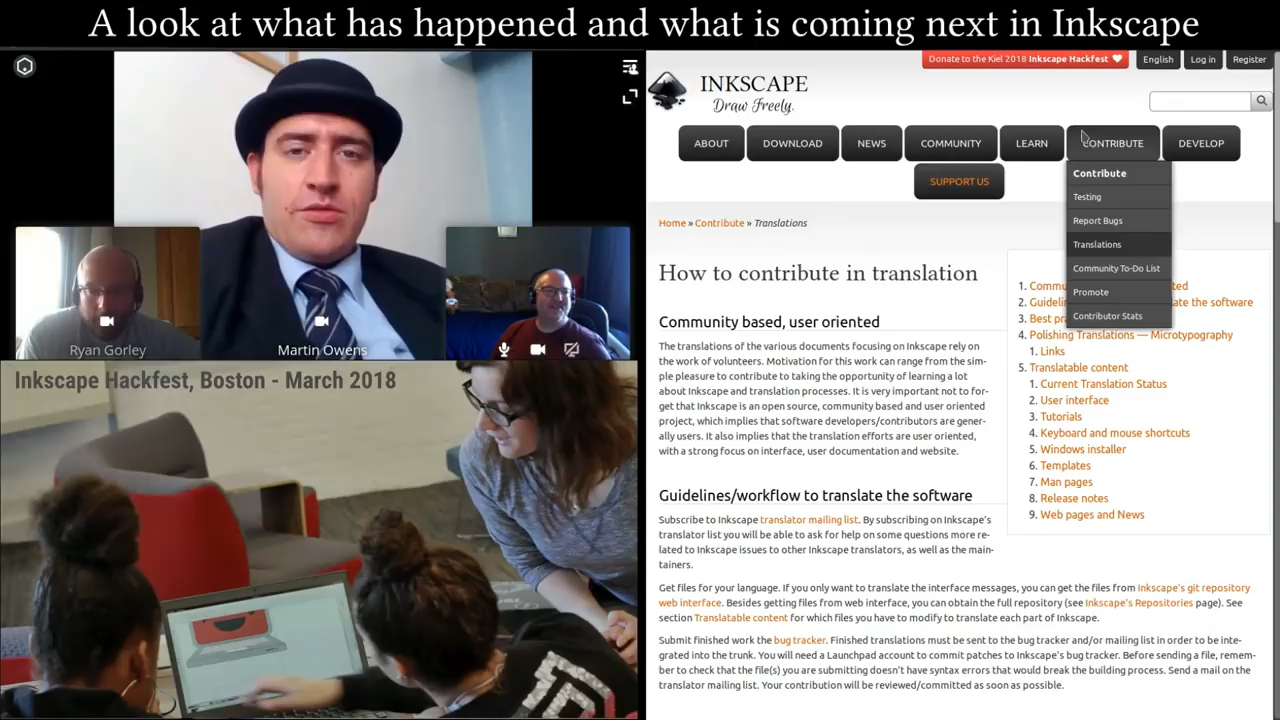 A look at what has happened and what is coming next in Inkscape
Ryan Gorley
Martin Owens
Inkscape Hackfest, Boston - March 2018
Donate to the Kiel 2018 Inkscape Hackfest
English
Log in
Register
INKSCAPE
Draw Freely.
ABOUT
DOWNLOAD
NEWS
COMMUNITY
LEARN
CONTRIBUTE
DEVELOP
SUPPORT US
Contribute
Testing
Report Bugs
Translations
Community To-Do List
Promote
Contributor Stats
Home » Contribute » Translations
How to contribute in translation
Community based, user oriented
The translations of the various documents focusing on Inkscape rely on
the work of volunteers. Motivation for this work can range from the sim-
ple pleasure to contribute to taking the opportunity of learning a lot
about Inkscape and translation processes. It is very important not to for-
get that Inkscape is an open source, community based and user oriented
project, which implies that software developers/contributors are gener-
ally users. It also implies that the translation efforts are user oriented,
with a strong focus on interface, user documentation and website.
Guidelines/workflow to translate the software
Subscribe to Inkscape translator mailing list. By subscribing on Inkscape's
translator list you will be able to ask for help on some questions more re-
lated to Inkscape issues to other Inkscape translators, as well as the main-
tainers.
Get files for your language. If you only want to translate the interface messages, you can get the files from Inkscape's git repository
web interface. Besides getting files from web interface, you can obtain the full repository (see Inkscape's Repositories page). See
section Translatable content for which files you have to modify to translate each part of Inkscape.
Submit finished work the bug tracker. Finished translations must be sent to the bug tracker and/or mailing list in order to be inte-
grated into the trunk. You will need a Launchpad account to commit patches to Inkscape's bug tracker. Before sending a file, remem-
ber to check that the file(s) you are submitting doesn't have syntax errors that would break the building process. Send a mail on the
translator mailing list. Your contribution will be reviewed/committed as soon as possible.
1. Commu ted
2. Guideli late the software
3. Best pr
4. Polishing Translations — Microtypography
1. Links
5. Translatable content
1. Current Translation Status
2. User interface
3. Tutorials
4. Keyboard and mouse shortcuts
5. Windows installer
6. Templates
7. Man pages
8. Release notes
9. Web pages and News